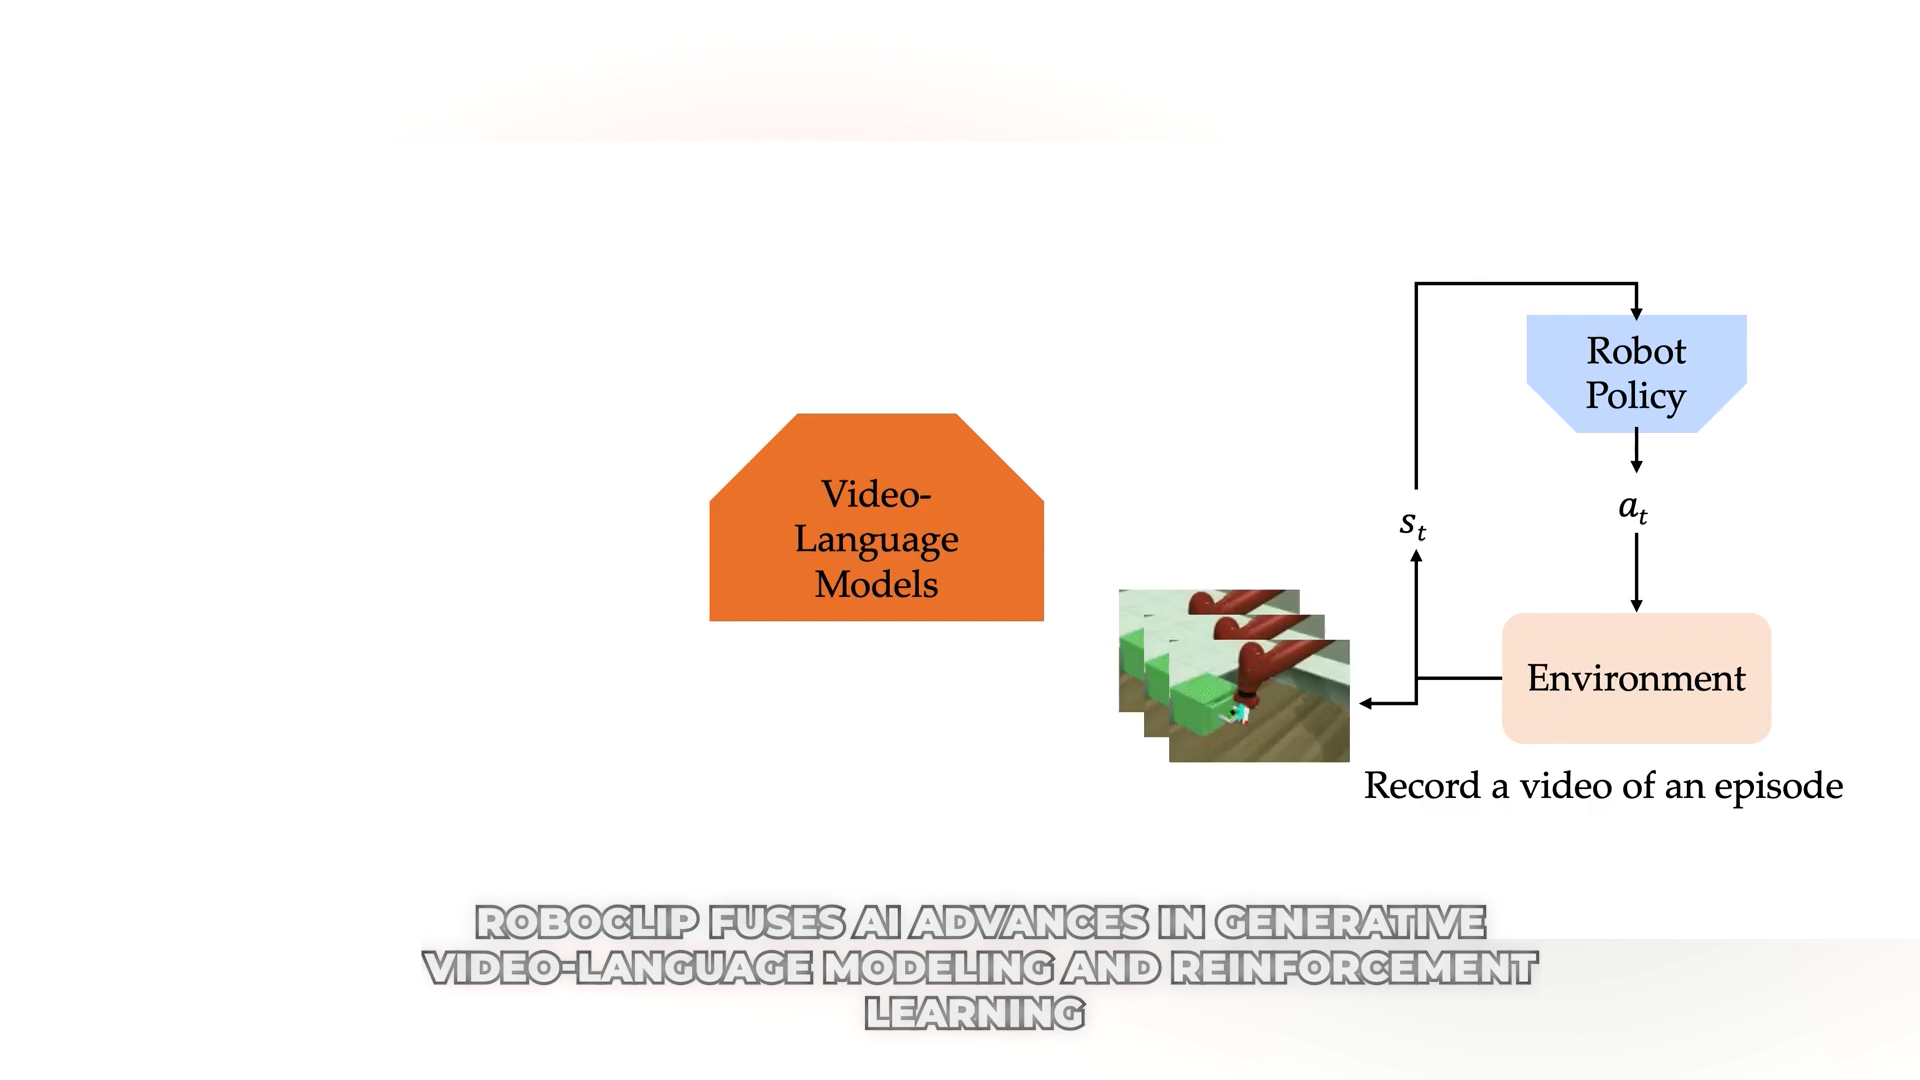 Robot
Policy
Video-
Language
Models
s_t
a_t
Environment
Record a video of an episode
ROBOCLIP FUSES AI ADVANCES IN GENERATIVE
VIDEO-LANGUAGE MODELING AND REINFORCEMENT
LEARNING